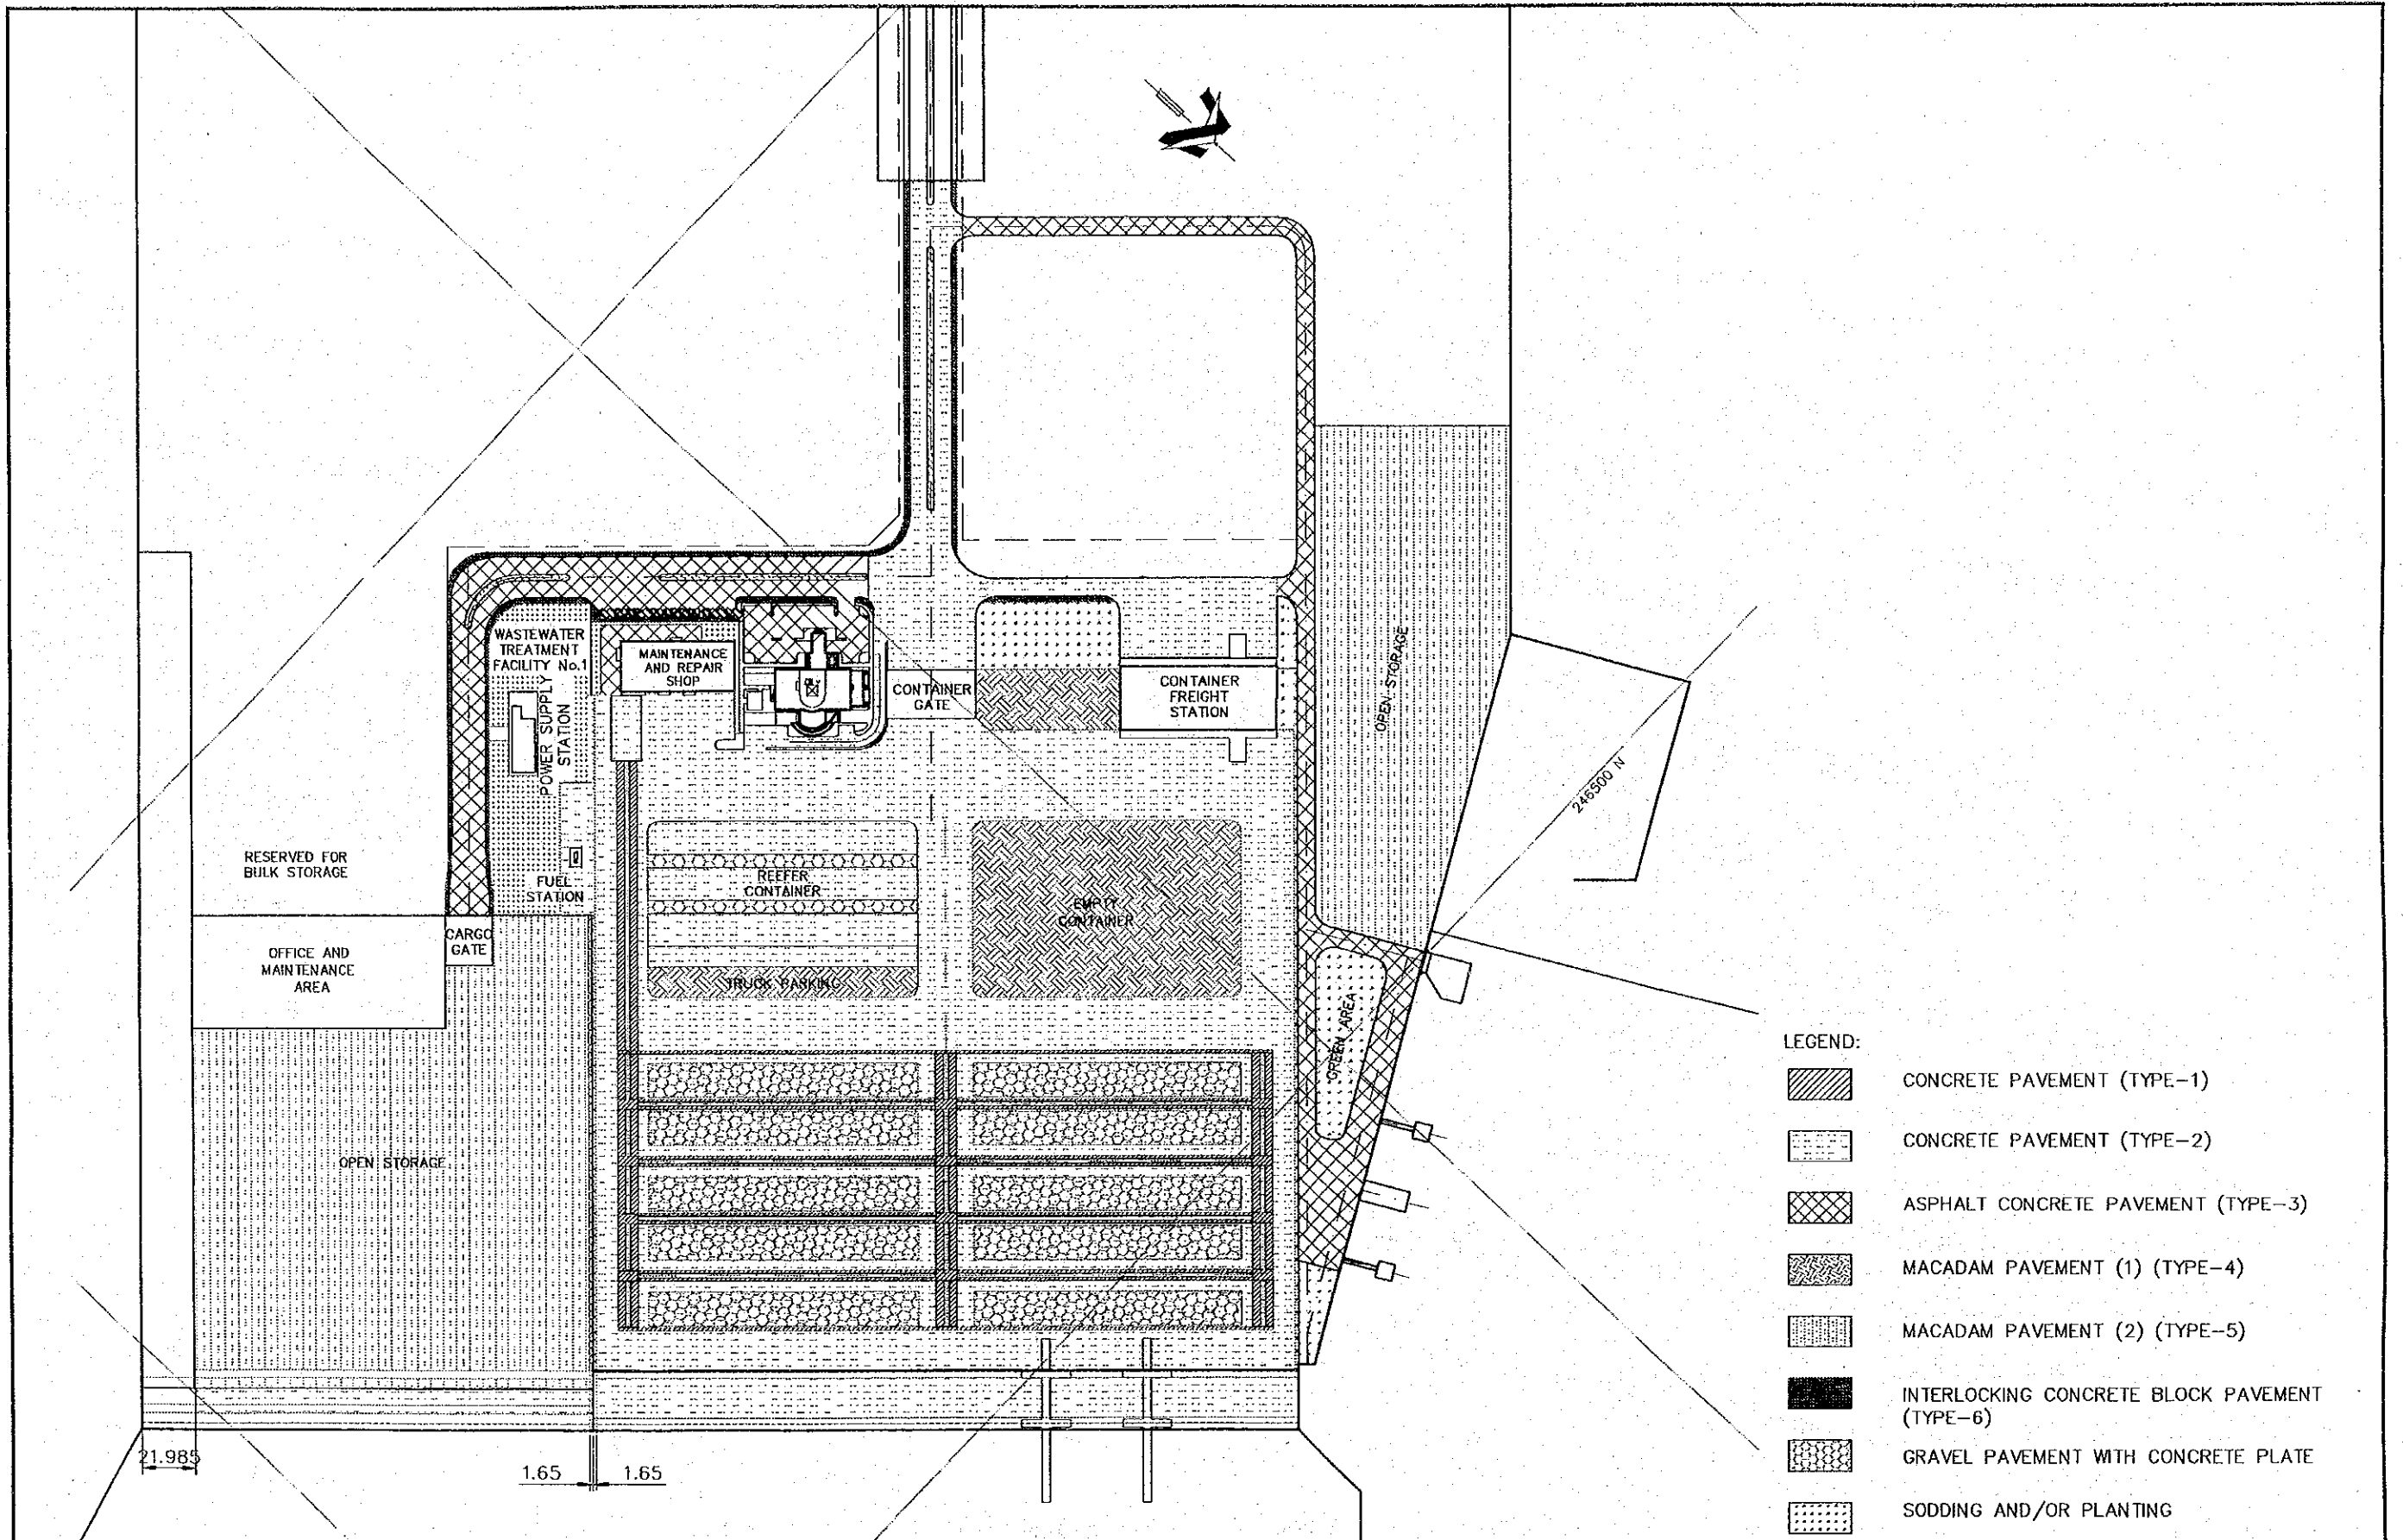 WASTEWATER
TREATMENT
FACILITY No.1
POWER SUPPLY
STATION
MAINTENANCE
AND REPAIR
SHOP
CONTAINER
GATE
CONTAINER
FREIGHT
STATION
OPEN STORAGE
246500 N
RESERVED FOR
BULK STORAGE
FUEL
STATION
REEFER
CONTAINER
EMPTY
CONTAINER
CARGO
GATE
OFFICE AND
MAINTENANCE
AREA
TRUCK PARKING
GREEN AREA
OPEN STORAGE
21.985
1.65
1.65
LEGEND:
CONCRETE PAVEMENT (TYPE-1)
CONCRETE PAVEMENT (TYPE-2)
ASPHALT CONCRETE PAVEMENT (TYPE-3)
MACADAM PAVEMENT (1) (TYPE-4)
MACADAM PAVEMENT (2) (TYPE-5)
INTERLOCKING CONCRETE BLOCK PAVEMENT
(TYPE-6)
GRAVEL PAVEMENT WITH CONCRETE PLATE
SODDING AND/OR PLANTING